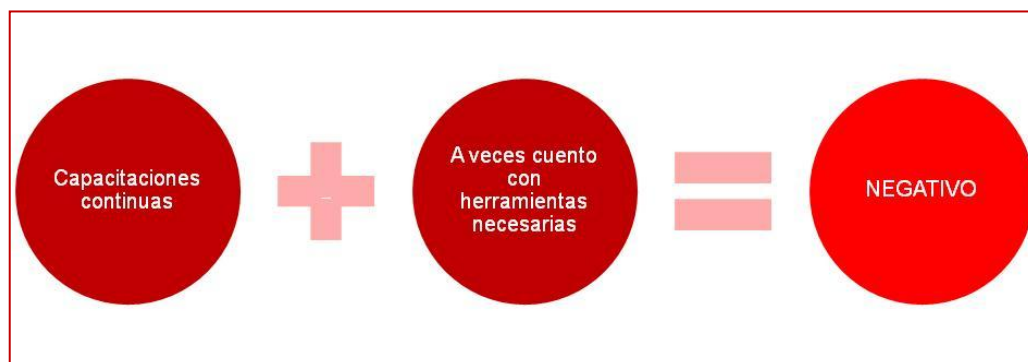 Capacitaciones
continuas
A veces cuento
con
herramientas
necesarias
NEGATIVO